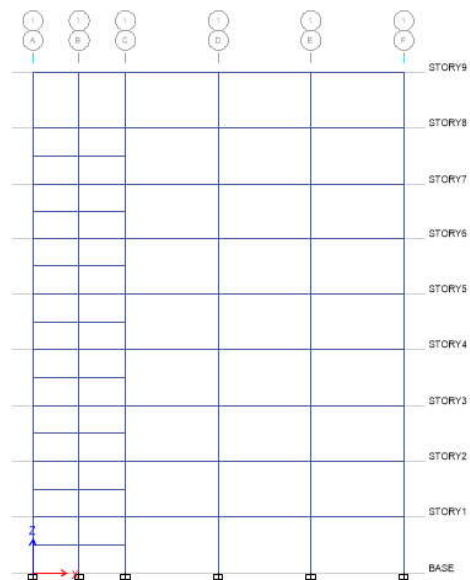 1 1 1 1 1 1
A B C D E F
STORY9
STORY8
STORY7
STORY6
STORY5
STORY4
STORY3
STORY2
STORY1
Z
X
BASE